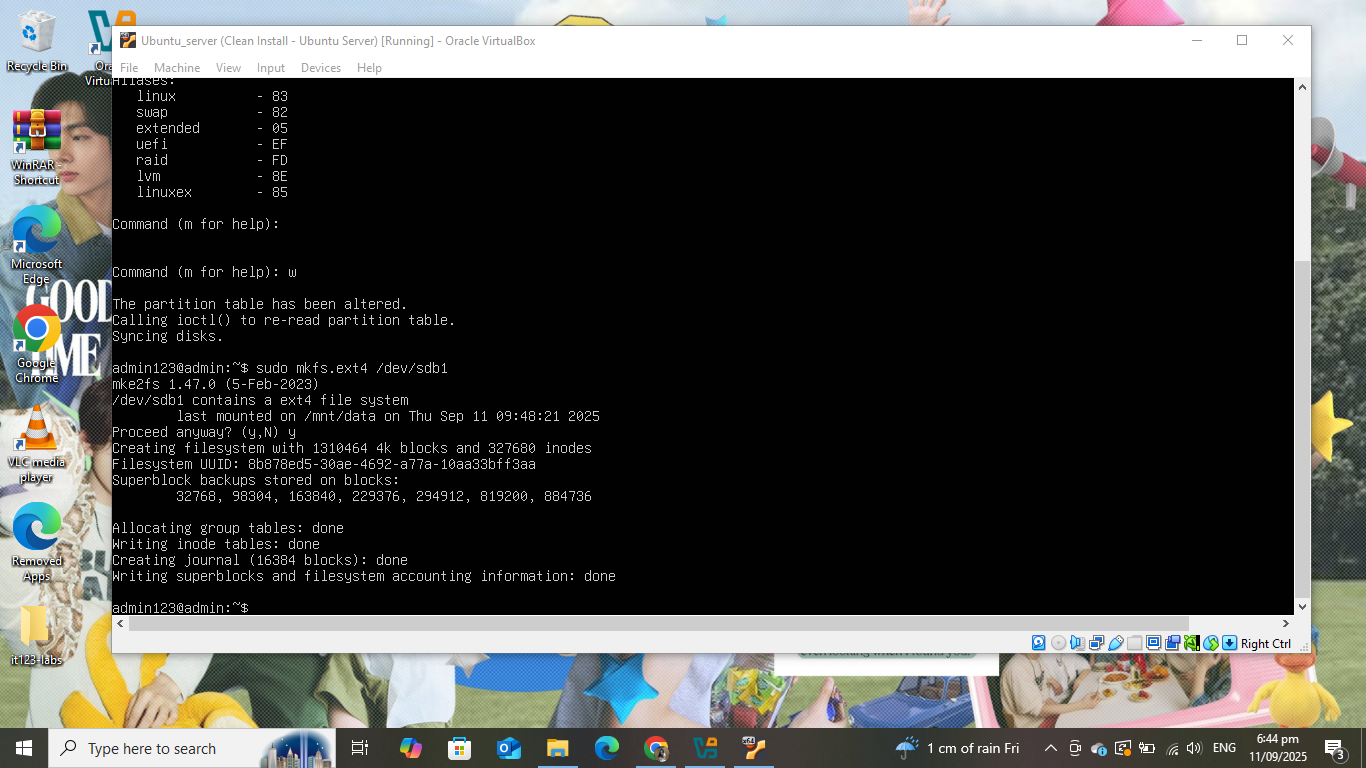 Recycle Bin
WinRAR - Shortcut
Microsoft Edge
Google Chrome
VLC media player
Removed Apps
it123-labs
GOOD
TIME
Ubuntu_server (Clean Install - Ubuntu Server) [Running] - Oracle VirtualBox
File Machine View Input Devices Help
Aliases:
linux - 83
swap - 82
extended - 05
uefi - EF
raid - FD
lvm - 8E
linuxex - 85
Command (m for help):
Command (m for help): w
The partition table has been altered.
Calling ioctl() to re-read partition table.
Syncing disks.
admin123@admin:~$ sudo mkfs.ext4 /dev/sdb1
mke2fs 1.47.0 (5-Feb-2023)
/dev/sdb1 contains a ext4 file system
last mounted on /mnt/data on Thu Sep 11 09:48:21 2025
Proceed anyway? (y,N) y
Creating filesystem with 1310464 4k blocks and 327680 inodes
Filesystem UUID: 8b878ed5-30ae-4692-a77a-10aa33bff3aa
Superblock backups stored on blocks:
32768, 98304, 163840, 229376, 294912, 819200, 884736
Allocating group tables: done
Writing inode tables: done
Creating journal (16384 blocks): done
Writing superblocks and filesystem accounting information: done
admin123@admin:~$
Right Ctrl
Type here to search
1 cm of rain Fri
ENG
6:44 pm
11/09/2025
3